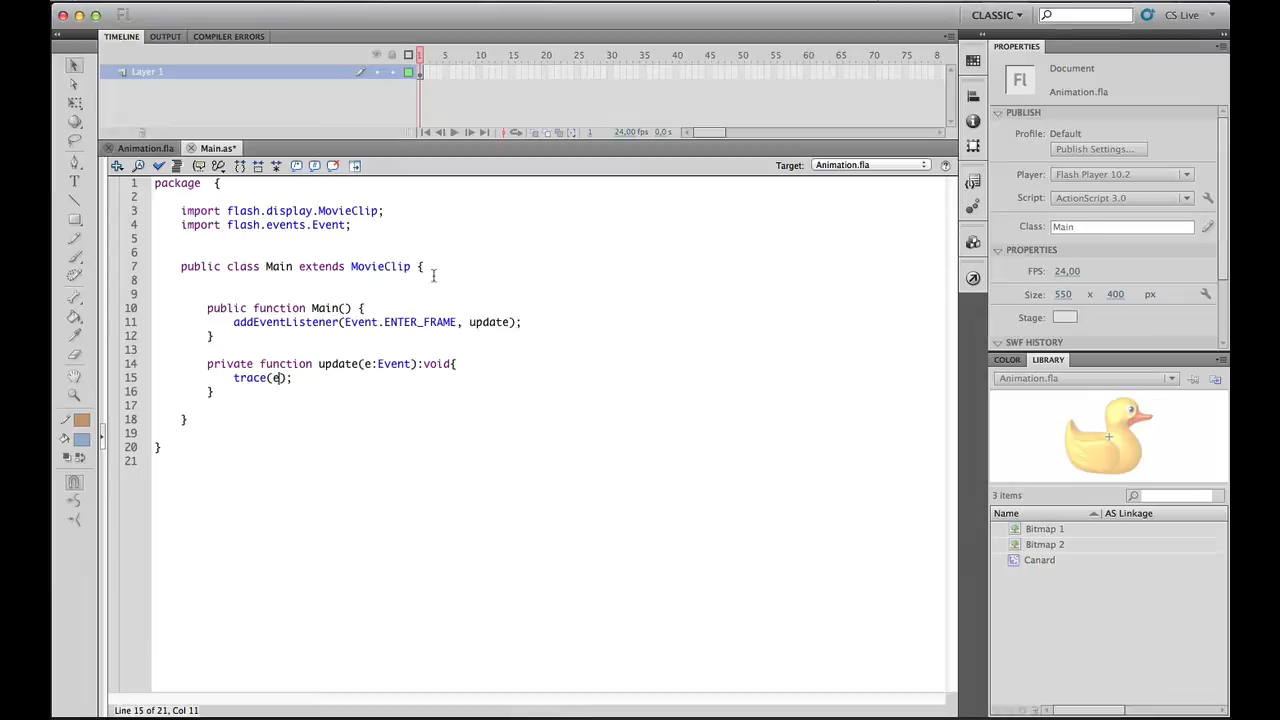 Fl
CLASSIC
CS Live
TIMELINE
OUTPUT
COMPILER ERRORS
1 5 10 15 20 25 30 35 40 45 50 55 60 65 70 75 8
Layer 1
1 24,00 fps 0,0 s
Animation.fla
Main.as*
Target: Animation.fla
1 package {
2
3 import flash.display.MovieClip;
4 import flash.events.Event;
5
6
7 public class Main extends MovieClip {
8
9
10 public function Main() {
11 addEventListener(Event.ENTER_FRAME, update);
12 }
13
14 private function update(e:Event):void{
15 trace(e);
16 }
17
18 }
19
20 }
21
Line 15 of 21, Col 11
PROPERTIES
Fl
Document
Animation.fla
PUBLISH
Profile: Default
Publish Settings...
Player: Flash Player 10.2
Script: ActionScript 3.0
Class: Main
PROPERTIES
FPS: 24,00
Size: 550 x 400 px
Stage:
SWF HISTORY
COLOR
LIBRARY
Animation.fla
3 items
Name
AS Linkage
Bitmap 1
Bitmap 2
Canard